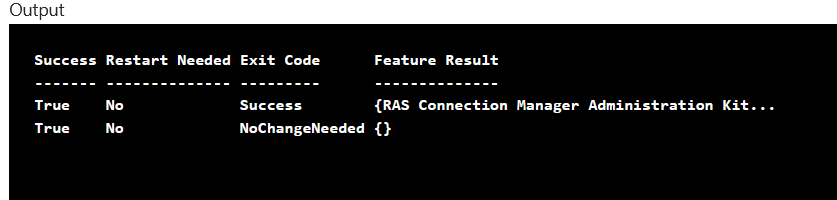 Output
Success Restart Needed Exit Code Feature Result
------- -------------- --------- --------------
True No Success {RAS Connection Manager Administration Kit...
True No NoChangeNeeded {}